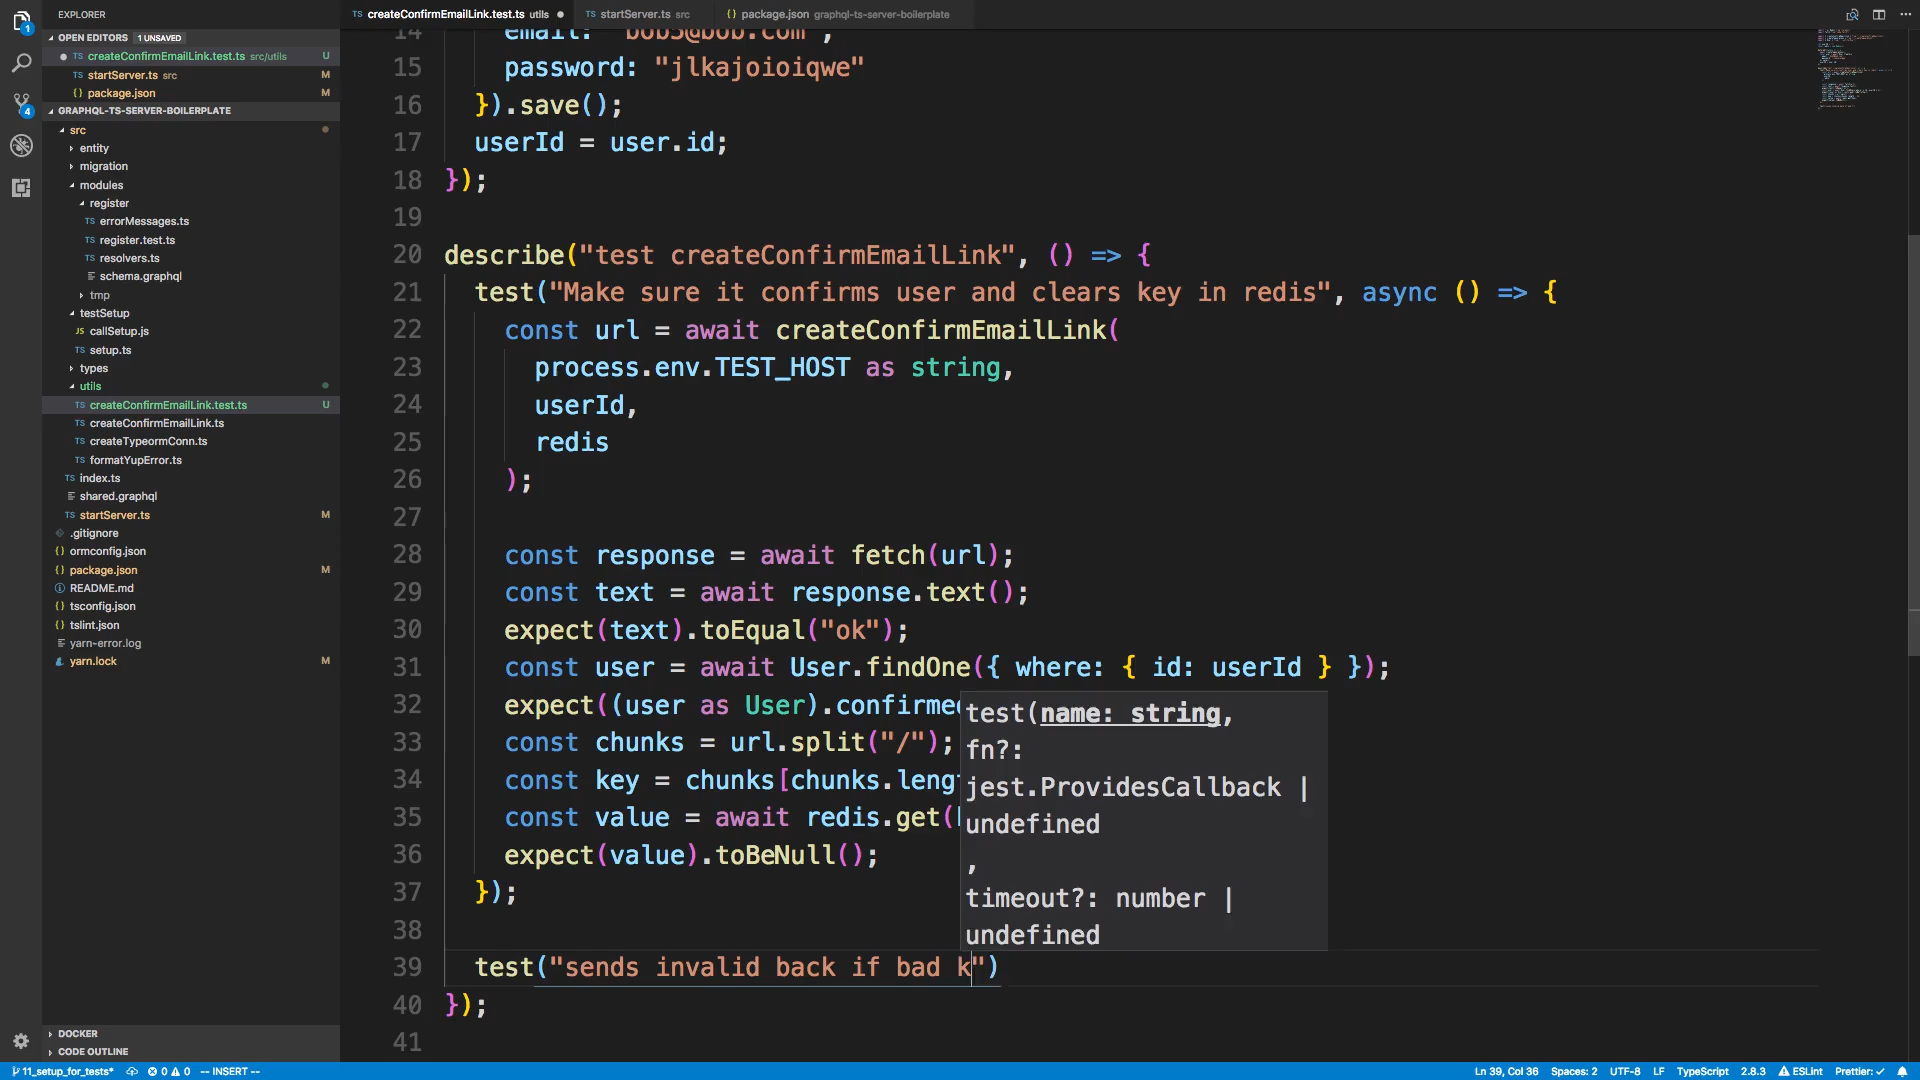 EXPLORER
createConfirmEmailLink.test.ts utils
TS startServer.ts src
{} package.json graphql-ts-server-boilerplate
OPEN EDITORS 1 UNSAVED
TS createConfirmEmailLink.test.ts src/utils U
TS startServer.ts src M
{} package.json M
GRAPHQL-TS-SERVER-BOILERPLATE
src
entity
migration
modules
register
TS errorMessages.ts
TS register.test.ts
TS resolvers.ts
schema.graphql
tmp
testSetup
JS callSetup.js
TS setup.ts
types
utils
TS createConfirmEmailLink.test.ts U
TS createConfirmEmailLink.ts
TS createTypeormConn.ts
TS formatYupError.ts
TS index.ts
shared.graphql
TS startServer.ts M
.gitignore
{} ormconfig.json
{} package.json M
README.md
{} tsconfig.json
{} tslint.json
yarn-error.log
yarn.lock M
DOCKER
CODE OUTLINE
14 email: "bob5@bob.com",
15 password: "jlkajoioiqwe"
16 }).save();
17 userId = user.id;
18 });
19
20 describe("test createConfirmEmailLink", () => {
21 test("Make sure it confirms user and clears key in redis", async () => {
22 const url = await createConfirmEmailLink(
23 process.env.TEST_HOST as string,
24 userId,
25 redis
26 );
27
28 const response = await fetch(url);
29 const text = await response.text();
30 expect(text).toEqual("ok");
31 const user = await User.findOne({ where: { id: userId } });
32 expect((user as User).confirmed
33 const chunks = url.split("/");
34 const key = chunks[chunks.leng
35 const value = await redis.get(
36 expect(value).toBeNull();
37 });
38
39 test("sends invalid back if bad k")
40 });
41
test(name: string,
fn?:
jest.ProvidesCallback |
undefined
,
timeout?: number |
undefined
11_setup_for_tests* 0 0 -- INSERT --
Ln 39, Col 36 Spaces: 2 UTF-8 LF TypeScript 2.8.3 ESLint Prettier: ✓